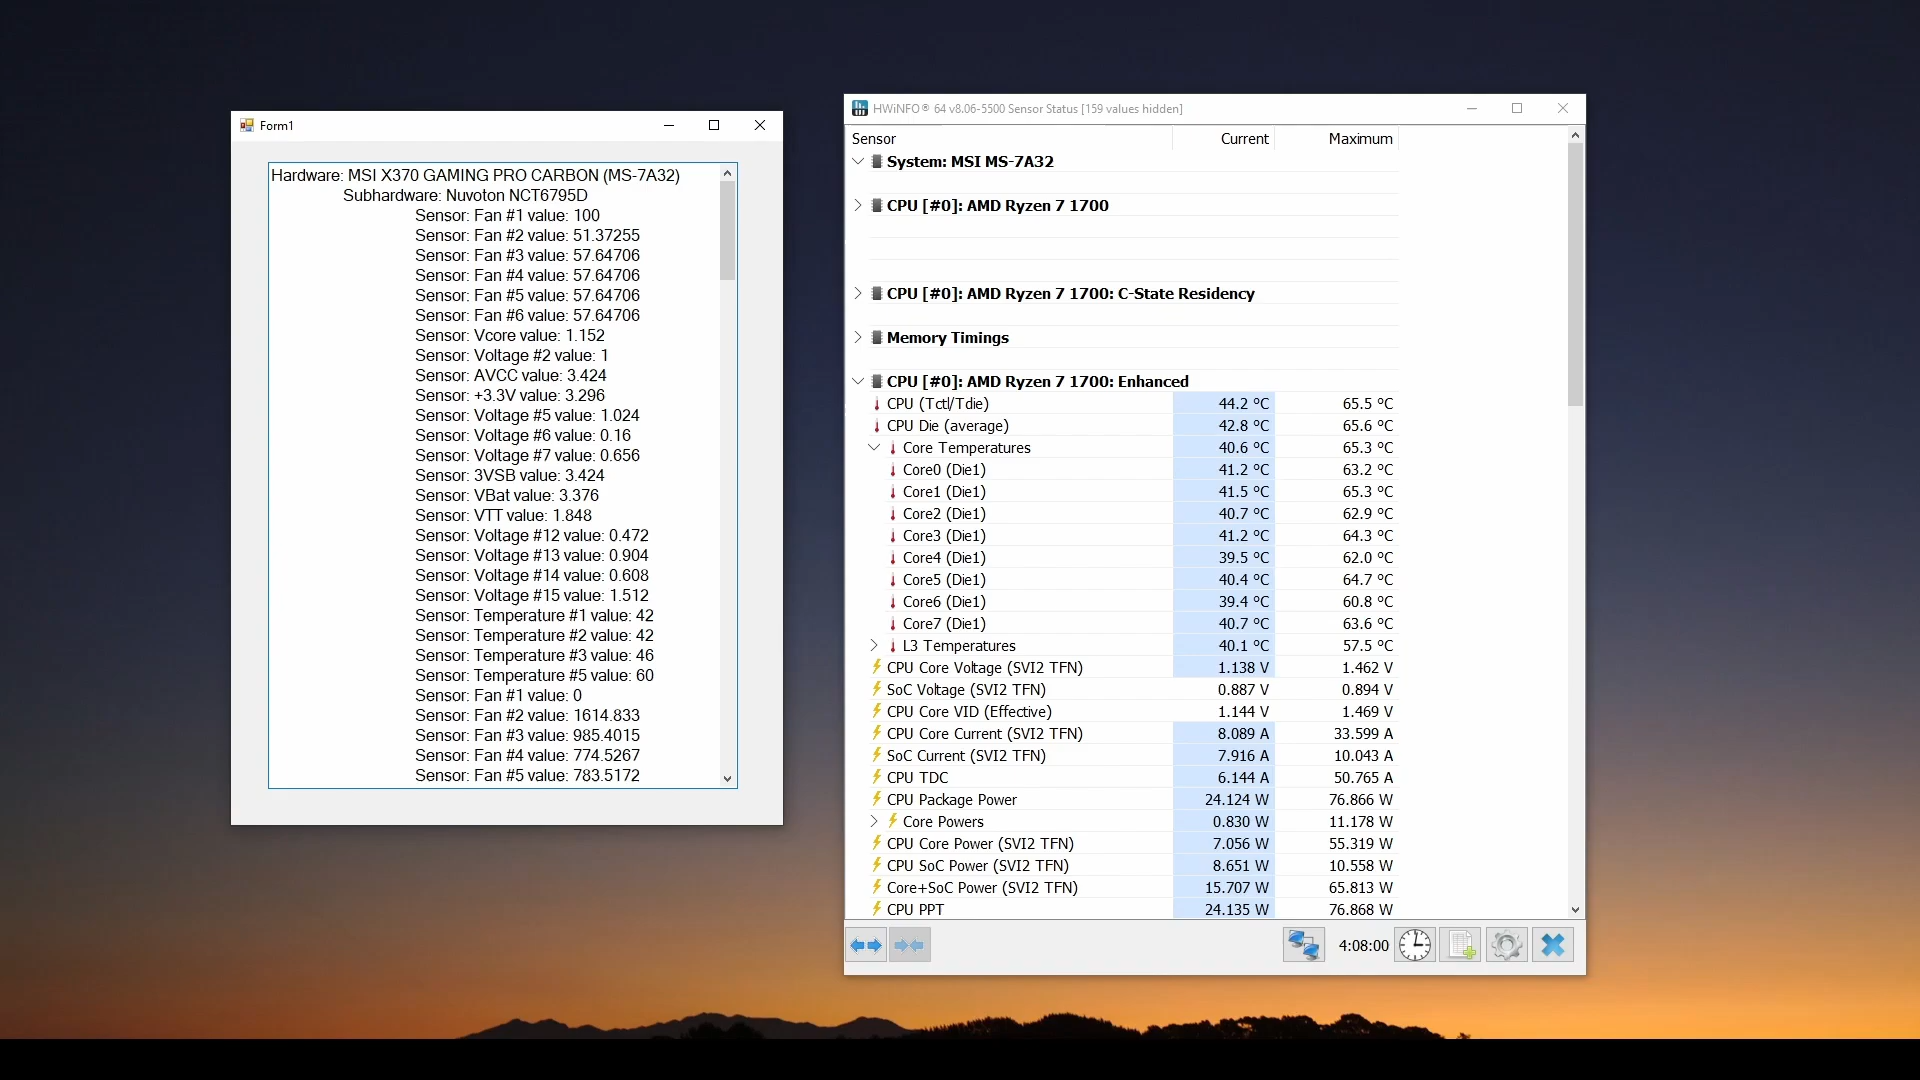 Form1
Hardware: MSI X370 GAMING PRO CARBON (MS-7A32)
Subhardware: Nuvoton NCT6795D
Sensor: Fan #1 value: 100
Sensor: Fan #2 value: 51.37255
Sensor: Fan #3 value: 57.64706
Sensor: Fan #4 value: 57.64706
Sensor: Fan #5 value: 57.64706
Sensor: Fan #6 value: 57.64706
Sensor: Vcore value: 1.152
Sensor: Voltage #2 value: 1
Sensor: AVCC value: 3.424
Sensor: +3.3V value: 3.296
Sensor: Voltage #5 value: 1.024
Sensor: Voltage #6 value: 0.16
Sensor: Voltage #7 value: 0.656
Sensor: 3VSB value: 3.424
Sensor: VBat value: 3.376
Sensor: VTT value: 1.848
Sensor: Voltage #12 value: 0.472
Sensor: Voltage #13 value: 0.904
Sensor: Voltage #14 value: 0.608
Sensor: Voltage #15 value: 1.512
Sensor: Temperature #1 value: 42
Sensor: Temperature #2 value: 42
Sensor: Temperature #3 value: 46
Sensor: Temperature #5 value: 60
Sensor: Fan #1 value: 0
Sensor: Fan #2 value: 1614.833
Sensor: Fan #3 value: 985.4015
Sensor: Fan #4 value: 774.5267
Sensor: Fan #5 value: 783.5172
HWiNFO® 64 v8.06-5500 Sensor Status [159 values hidden]
Sensor Current Maximum
System: MSI MS-7A32
CPU [#0]: AMD Ryzen 7 1700
CPU [#0]: AMD Ryzen 7 1700: C-State Residency
Memory Timings
CPU [#0]: AMD Ryzen 7 1700: Enhanced
CPU (Tctl/Tdie) 44.2 °C 65.5 °C
CPU Die (average) 42.8 °C 65.6 °C
Core Temperatures 40.6 °C 65.3 °C
Core0 (Die1) 41.2 °C 63.2 °C
Core1 (Die1) 41.5 °C 65.3 °C
Core2 (Die1) 40.7 °C 62.9 °C
Core3 (Die1) 41.2 °C 64.3 °C
Core4 (Die1) 39.5 °C 62.0 °C
Core5 (Die1) 40.4 °C 64.7 °C
Core6 (Die1) 39.4 °C 60.8 °C
Core7 (Die1) 40.7 °C 63.6 °C
L3 Temperatures 40.1 °C 57.5 °C
CPU Core Voltage (SVI2 TFN) 1.138 V 1.462 V
SoC Voltage (SVI2 TFN) 0.887 V 0.894 V
CPU Core VID (Effective) 1.144 V 1.469 V
CPU Core Current (SVI2 TFN) 8.089 A 33.599 A
SoC Current (SVI2 TFN) 7.916 A 10.043 A
CPU TDC 6.144 A 50.765 A
CPU Package Power 24.124 W 76.866 W
Core Powers 0.830 W 11.178 W
CPU Core Power (SVI2 TFN) 7.056 W 55.319 W
CPU SoC Power (SVI2 TFN) 8.651 W 10.558 W
Core+SoC Power (SVI2 TFN) 15.707 W 65.813 W
CPU PPT 24.135 W 76.868 W
4:08:00